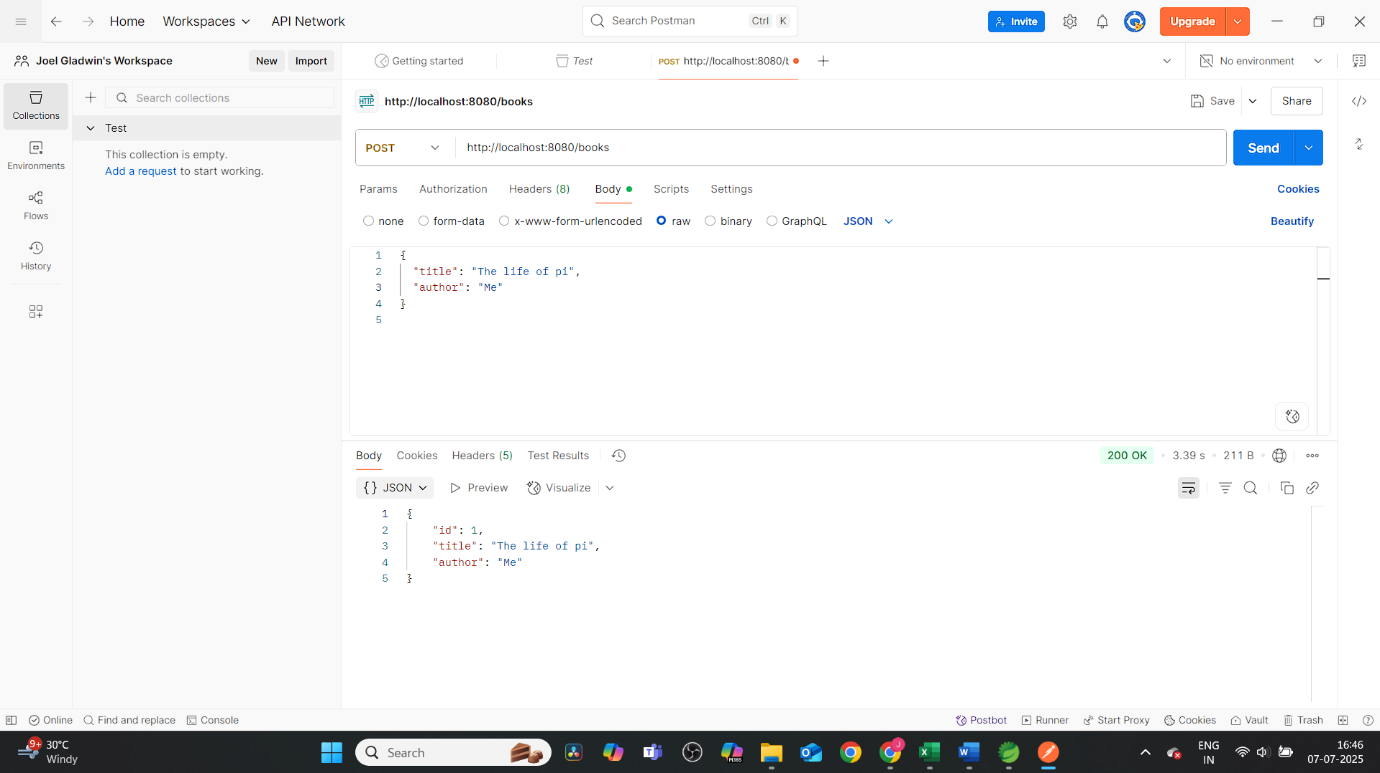 Home Workspaces API Network Search Postman Ctrl K Invite Upgrade
Joel Gladwin's Workspace New Import Getting started Test POST http://localhost:8080/t No environment
Collections
Environments
Flows
History
Search collections
Test
This collection is empty.
Add a request to start working.
HTTP http://localhost:8080/books Save Share
POST http://localhost:8080/books Send
Params Authorization Headers (8) Body Scripts Settings Cookies
none form-data x-www-form-urlencoded raw binary GraphQL JSON Beautify
1 {
2 "title": "The life of pi",
3 "author": "Me"
4 }
5
Body Cookies Headers (5) Test Results 200 OK 3.39 s 211 B
{} JSON Preview Visualize
1 {
2 "id": 1,
3 "title": "The life of pi",
4 "author": "Me"
5 }
Online Find and replace Console Postbot Runner Start Proxy Cookies Vault Trash
9+ 30°C
Windy
Search
M365
ENG
IN
16:46
07-07-2025